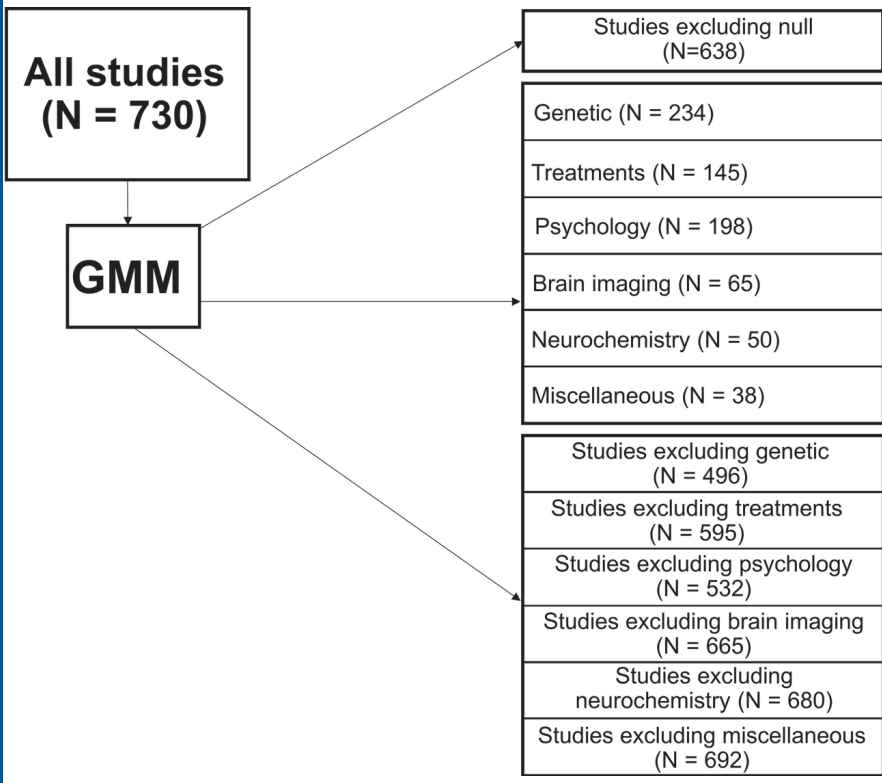 All studies
(N = 730)
GMM
Studies excluding null
(N=638)
Genetic (N = 234)
Treatments (N = 145)
Psychology (N = 198)
Brain imaging (N = 65)
Neurochemistry (N = 50)
Miscellaneous (N = 38)
Studies excluding genetic
(N = 496)
Studies excluding treatments
(N = 595)
Studies excluding psychology
(N = 532)
Studies excluding brain imaging
(N = 665)
Studies excluding
neurochemistry (N = 680)
Studies excluding miscellaneous
(N = 692)